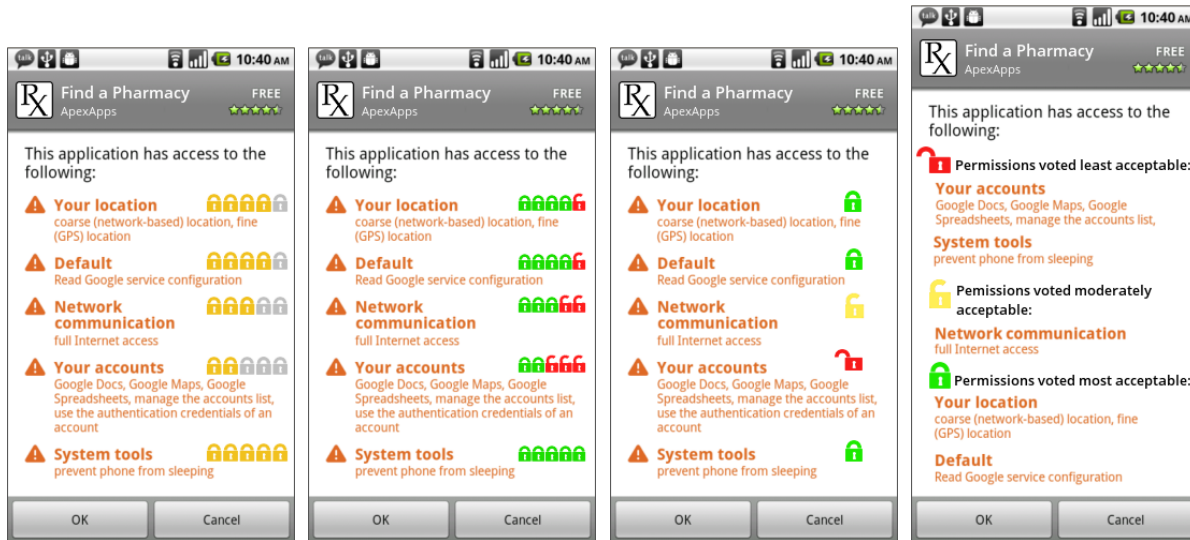 talk
10:40 AM
Rx
Find a Pharmacy
FREE
ApexApps
This application has access to the
following:
Your location
coarse (network-based) location, fine
(GPS) location
Default
Read Google service configuration
Network
communication
full Internet access
Your accounts
Google Docs, Google Maps, Google
Spreadsheets, manage the accounts list,
use the authentication credentials of an
account
System tools
prevent phone from sleeping
OK
Cancel
talk
10:40 AM
Rx
Find a Pharmacy
FREE
ApexApps
This application has access to the
following:
Your location
coarse (network-based) location, fine
(GPS) location
Default
Read Google service configuration
Network
communication
full Internet access
Your accounts
Google Docs, Google Maps, Google
Spreadsheets, manage the accounts list,
use the authentication credentials of an
account
System tools
prevent phone from sleeping
OK
Cancel
talk
10:40 AM
Rx
Find a Pharmacy
FREE
ApexApps
This application has access to the
following:
Your location
coarse (network-based) location, fine
(GPS) location
Default
Read Google service configuration
Network
communication
full Internet access
Your accounts
Google Docs, Google Maps, Google
Spreadsheets, manage the accounts list,
use the authentication credentials of an
account
System tools
prevent phone from sleeping
OK
Cancel
talk
10:40 AM
Rx
Find a Pharmacy
FREE
ApexApps
This application has access to the
following:
Permissions voted least acceptable:
Your accounts
Google Docs, Google Maps, Google
Spreadsheets, manage the accounts list,
System tools
prevent phone from sleeping
Pemissions voted moderately
acceptable:
Network communication
full Internet access
Permissions voted most acceptable:
Your location
coarse (network-based) location, fine
(GPS) location
Default
Read Google service configuration
OK
Cancel